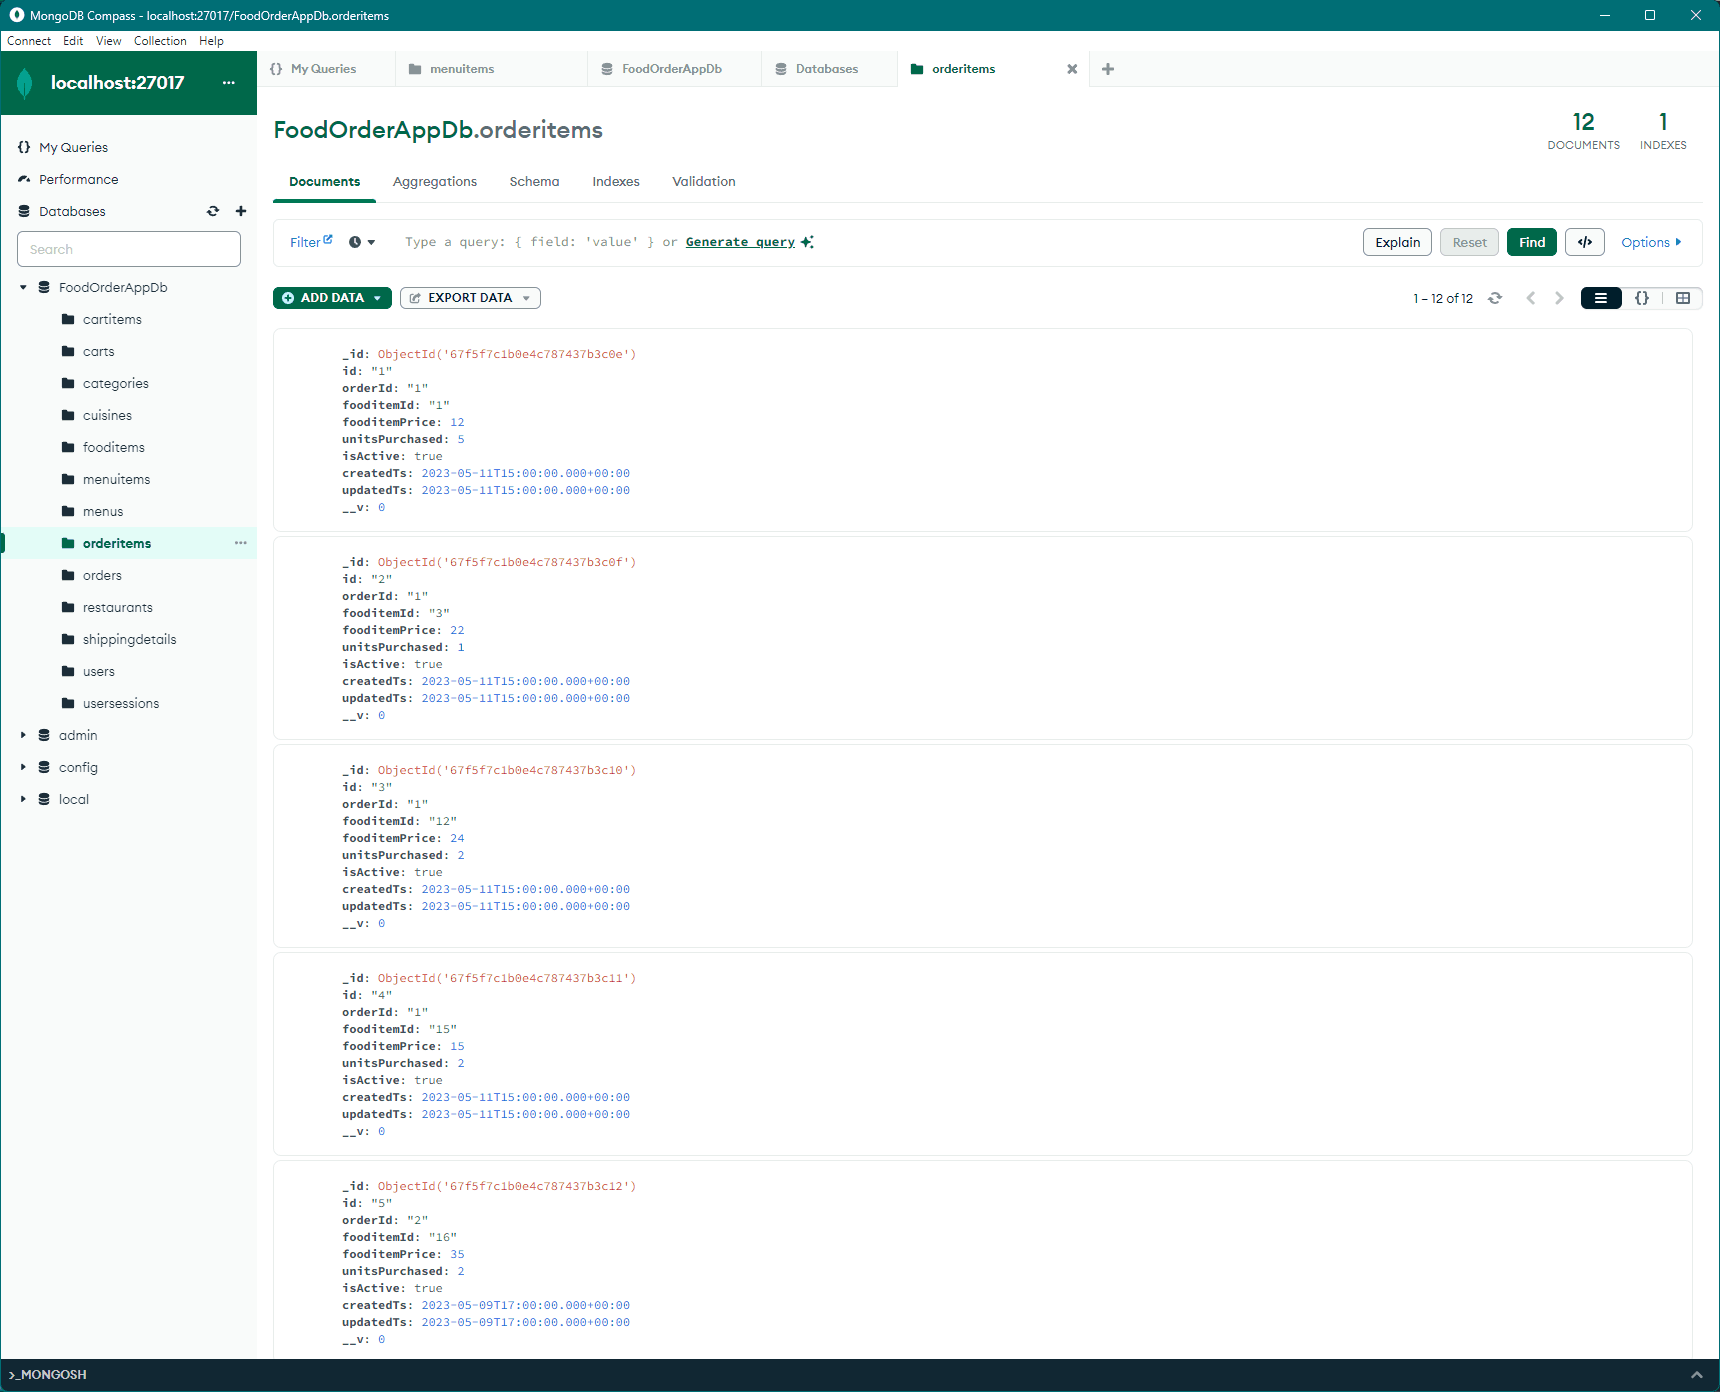 MongoDB Compass - localhost:27017/FoodOrderAppDb.orderitems
Connect Edit View Collection Help
localhost:27017 ...
{} My Queries
menuitems
FoodOrderAppDb
Databases
orderitems
My Queries
Performance
Databases
Search
FoodOrderAppDb
cartitems
carts
categories
cuisines
fooditems
menuitems
menus
orderitems ...
orders
restaurants
shippingdetails
users
usersessions
admin
config
local
FoodOrderAppDb.orderitems
12
DOCUMENTS
1
INDEXES
Documents Aggregations Schema Indexes Validation
Filter Type a query: { field: 'value' } or Generate query Explain Reset Find </> Options
ADD DATA EXPORT DATA 1 – 12 of 12 {}
_id: ObjectId('67f5f7c1b0e4c787437b3c0e')
id: "1"
orderId: "1"
fooditemId: "1"
fooditemPrice: 12
unitsPurchased: 5
isActive: true
createdTs: 2023-05-11T15:00:00.000+00:00
updatedTs: 2023-05-11T15:00:00.000+00:00
__v: 0
_id: ObjectId('67f5f7c1b0e4c787437b3c0f')
id: "2"
orderId: "1"
fooditemId: "3"
fooditemPrice: 22
unitsPurchased: 1
isActive: true
createdTs: 2023-05-11T15:00:00.000+00:00
updatedTs: 2023-05-11T15:00:00.000+00:00
__v: 0
_id: ObjectId('67f5f7c1b0e4c787437b3c10')
id: "3"
orderId: "1"
fooditemId: "12"
fooditemPrice: 24
unitsPurchased: 2
isActive: true
createdTs: 2023-05-11T15:00:00.000+00:00
updatedTs: 2023-05-11T15:00:00.000+00:00
__v: 0
_id: ObjectId('67f5f7c1b0e4c787437b3c11')
id: "4"
orderId: "1"
fooditemId: "15"
fooditemPrice: 15
unitsPurchased: 2
isActive: true
createdTs: 2023-05-11T15:00:00.000+00:00
updatedTs: 2023-05-11T15:00:00.000+00:00
__v: 0
_id: ObjectId('67f5f7c1b0e4c787437b3c12')
id: "5"
orderId: "2"
fooditemId: "16"
fooditemPrice: 35
unitsPurchased: 2
isActive: true
createdTs: 2023-05-09T17:00:00.000+00:00
updatedTs: 2023-05-09T17:00:00.000+00:00
__v: 0
>_MONGOSH